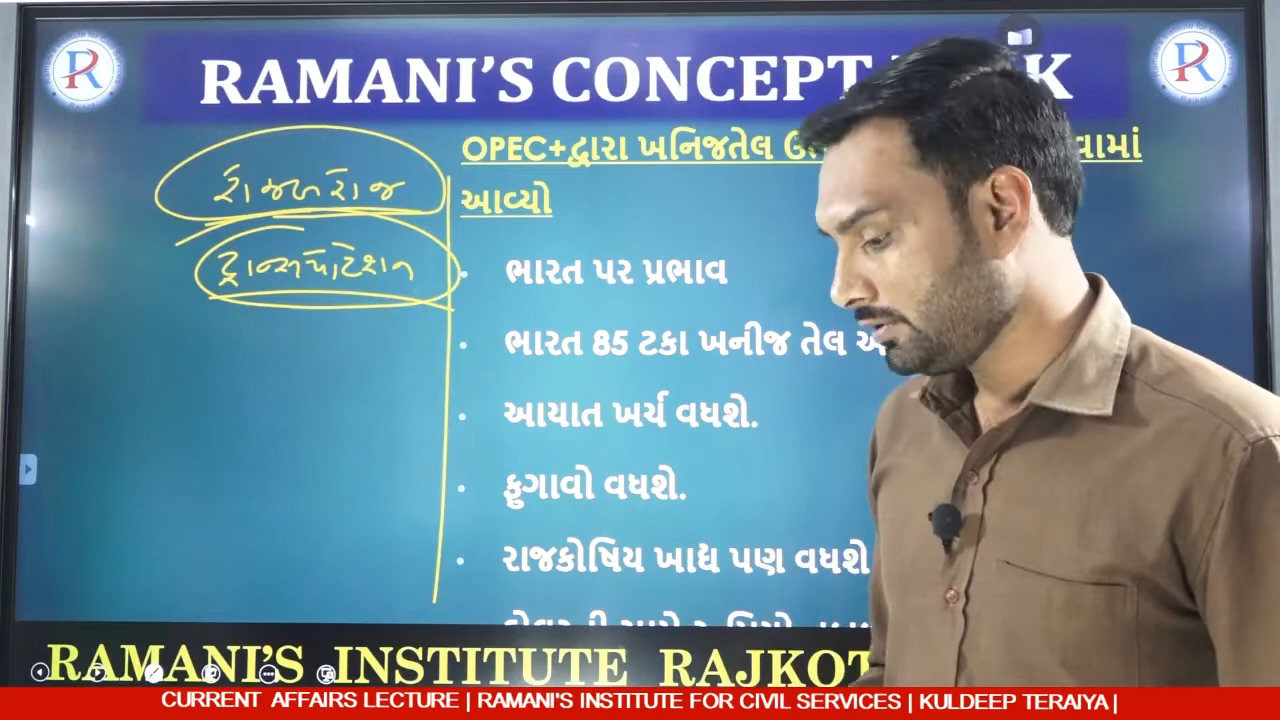 RAMANI'S CONCEPT
OPEC+દ્વારા ખનિજતેલ
આવ્યો
ટ્રાન્સપોર્ટેશન
ભારત પર પ્રભાવ
ભારત 85 ટકા ખનીજ તેલ
આયાત ખર્ચ વધશે.
ફુગાવો વધશે.
રાજકોષિય ખાદ્ય પણ વધશે
RAMANI'S INSTITUTE RAJKOT
CURRENT AFFAIRS LECTURE | RAMANI'S INSTITUTE FOR CIVIL SERVICES | KULDEEP TERAIYA |